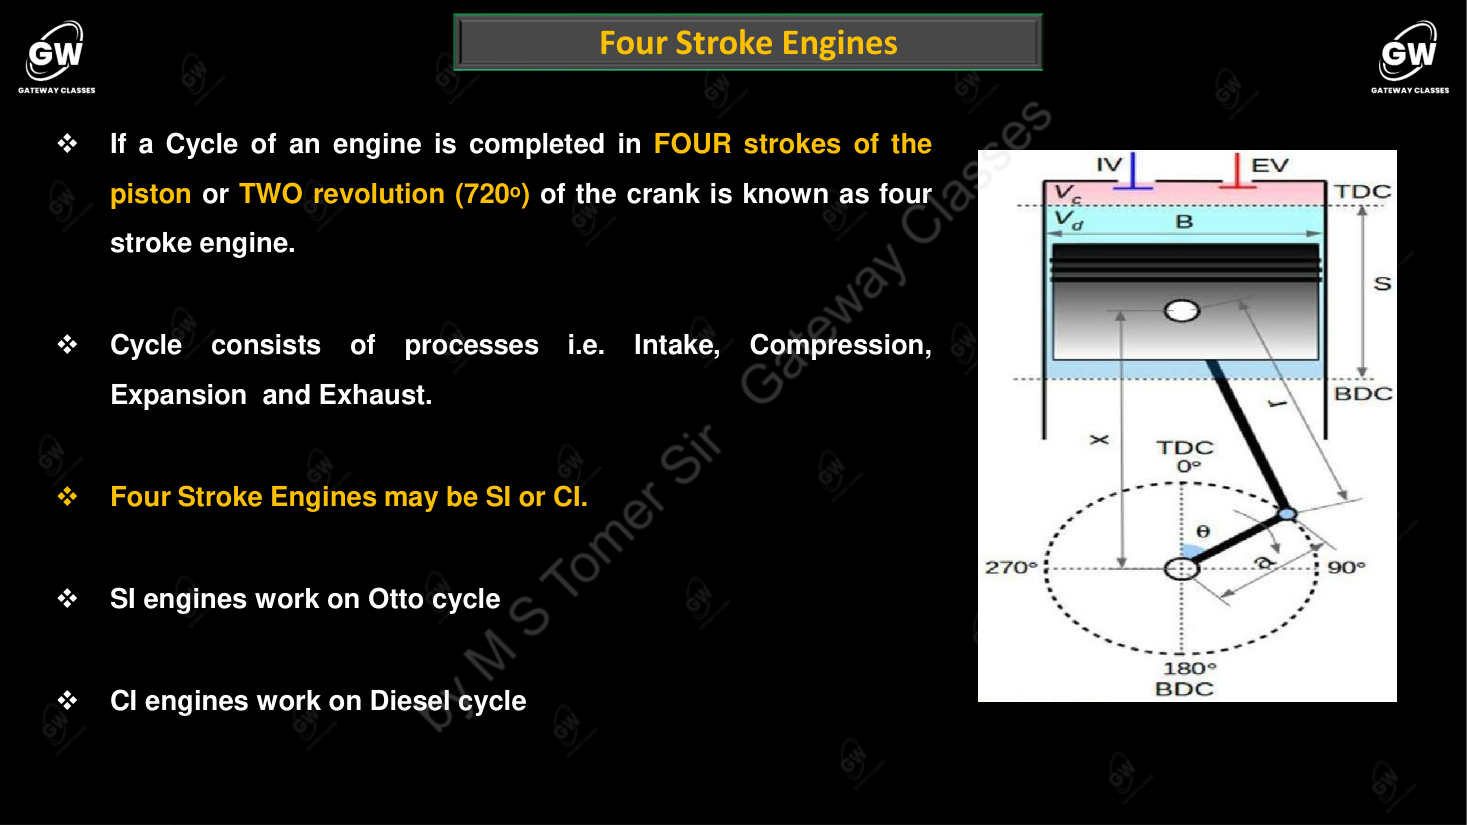 GW
GATEWAY CLASSES
Four Stroke Engines
GW
GATEWAY CLASSES
❖ If a Cycle of an engine is completed in FOUR strokes of the
piston or TWO revolution (720º) of the crank is known as four
stroke engine.
❖ Cycle consists of processes i.e. Intake, Compression,
Expansion and Exhaust.
❖ Four Stroke Engines may be SI or CI.
❖ SI engines work on Otto cycle
❖ CI engines work on Diesel cycle
by M S Tomer Sir Gateway Classes
IV EV
Vc TDC
Vd B
S
BDC
l
x
TDC
0°
θ
a
270° 90°
180°
BDC